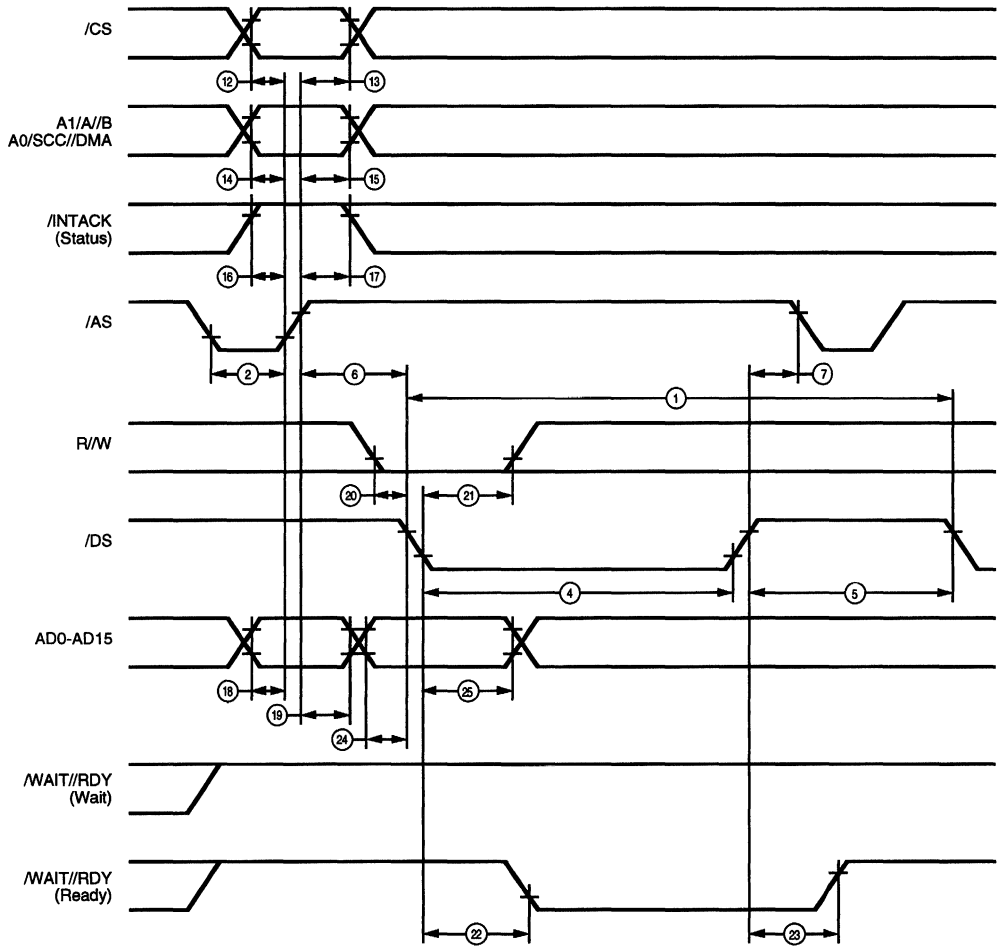 /CS
12
13
A1/A//B
A0/SCC//DMA
14
15
/INTACK
(Status)
16
17
/AS
2
6
7
1
R//W
20
21
/DS
4
5
AD0-AD15
18
25
19
24
/WAIT//RDY
(Wait)
/WAIT//RDY
(Ready)
22
23